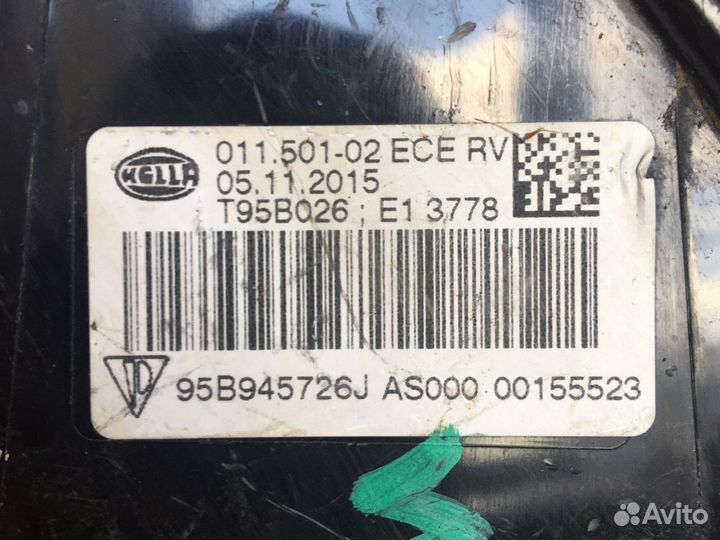 HELLA
011.501-02 ECE RV
05.11.2015
T95B026 ; E1 3778
95B945726J AS000 00155523
Avito